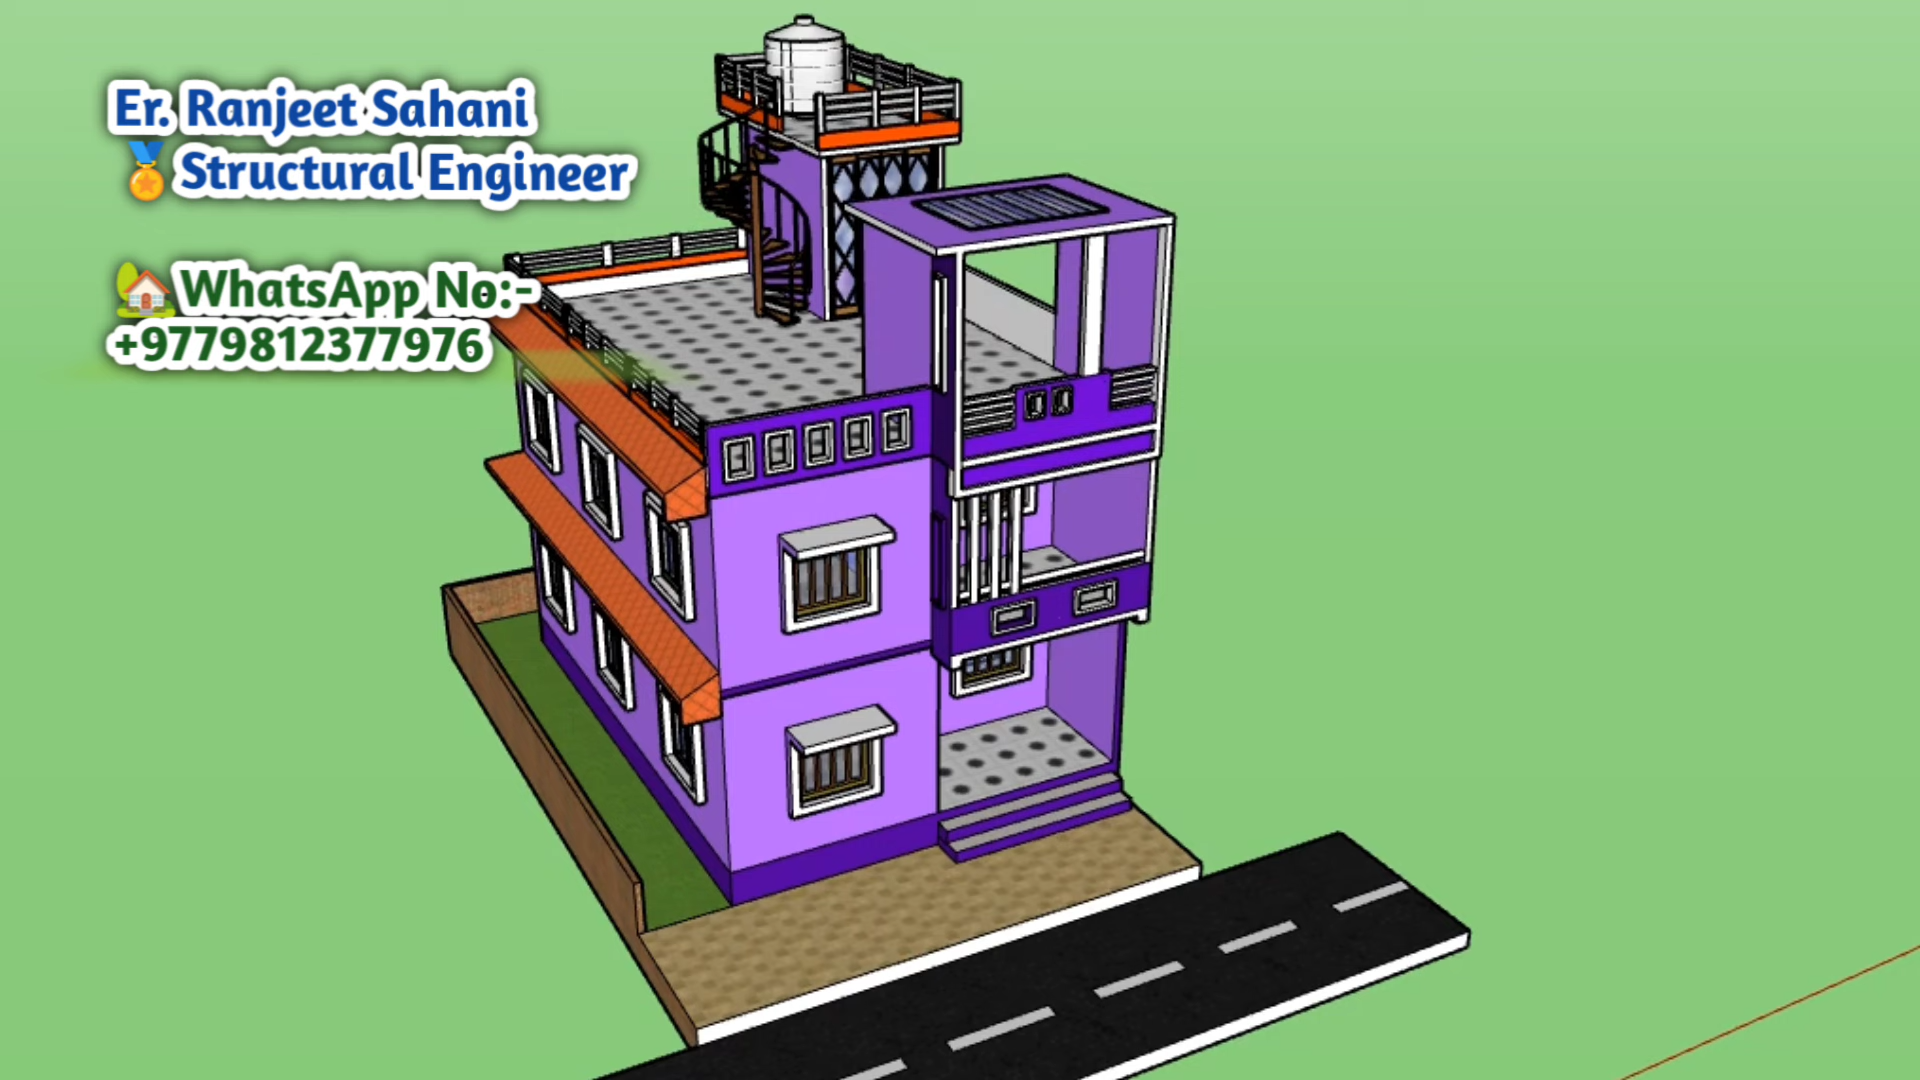 Er. Ranjeet Sahani
🏅Structural Engineer
🏡WhatsApp No:-
+9779812377976